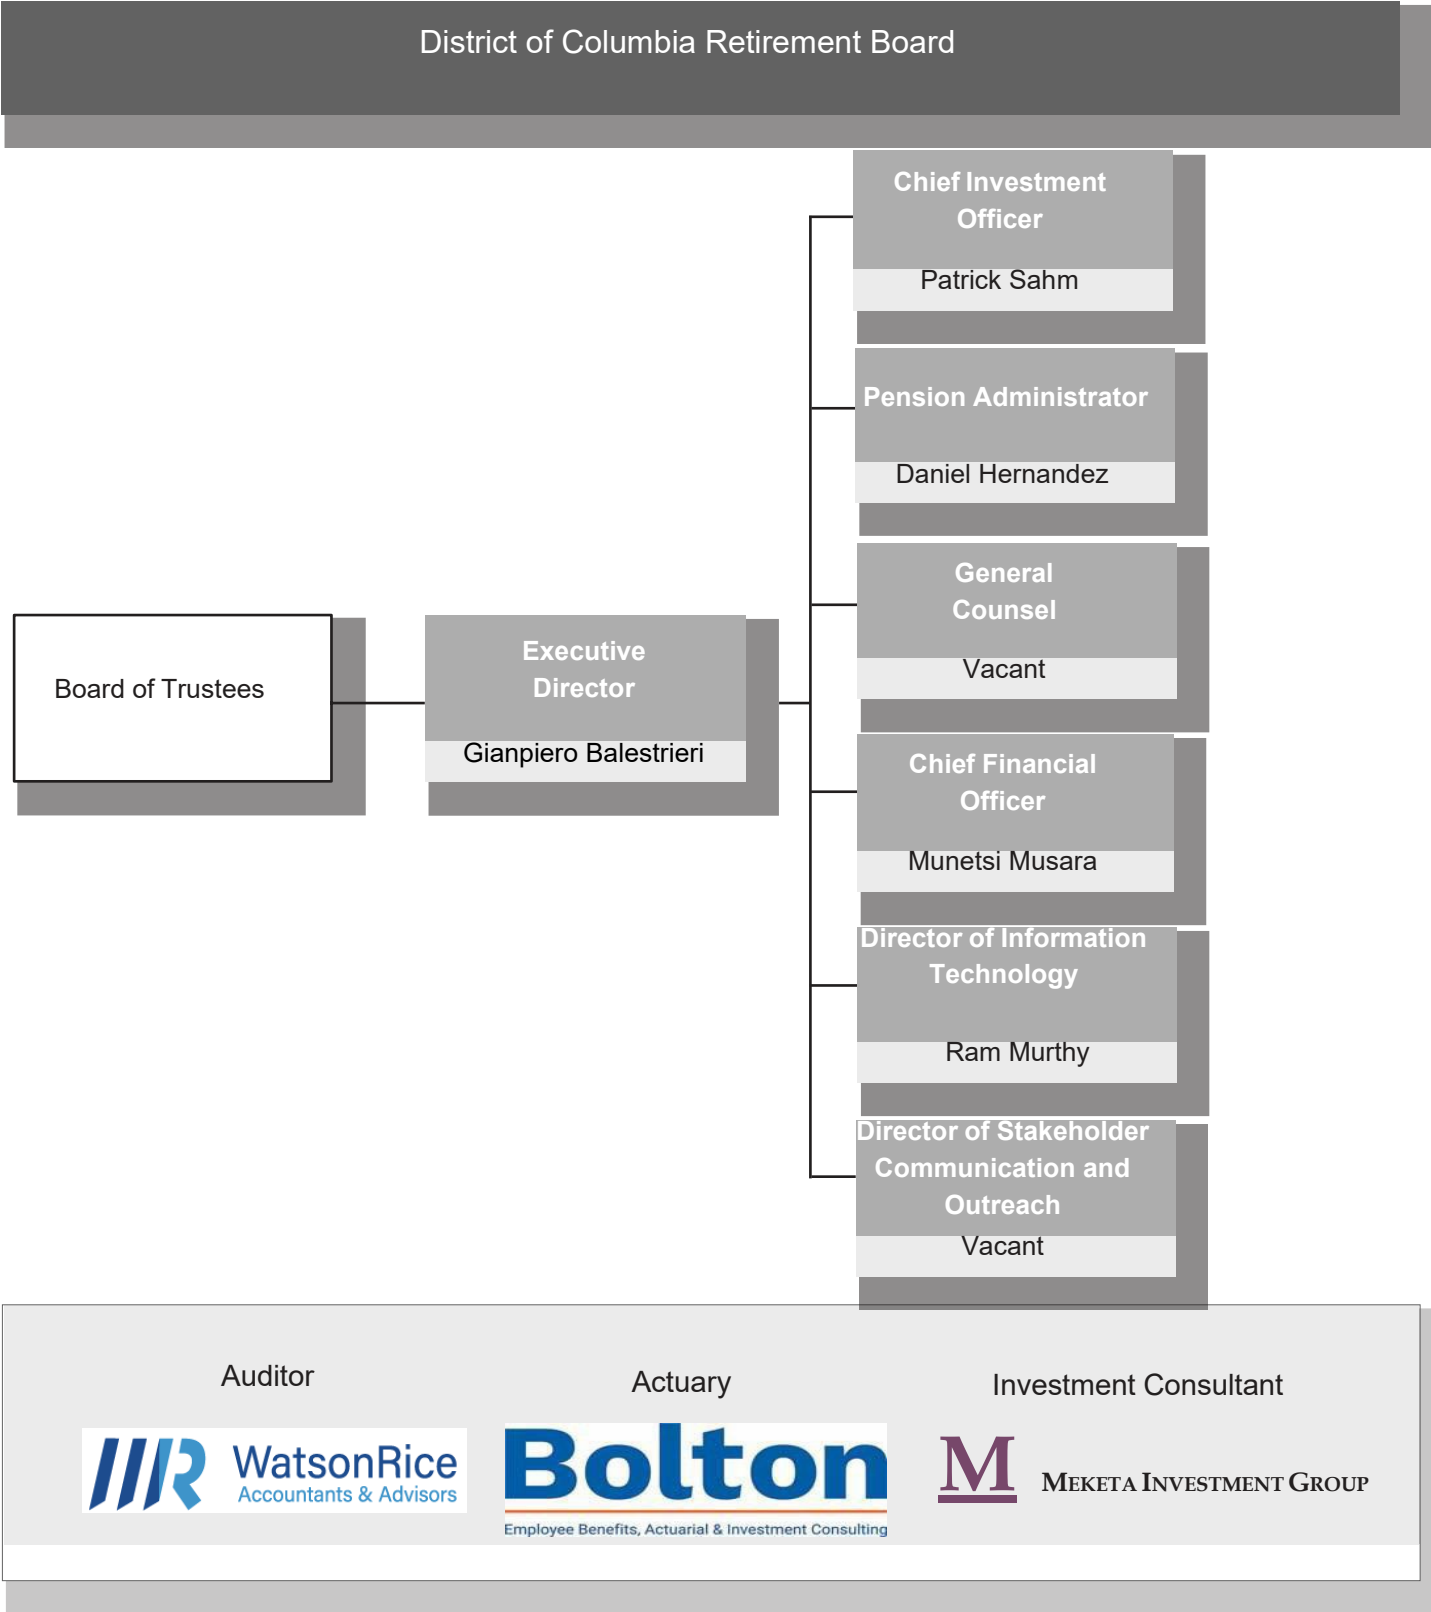 District of Columbia Retirement Board
Chief Investment
Officer
Patrick Sahm
Pension Administrator
Daniel Hernandez
General
Counsel
Vacant
Board of Trustees
Executive
Director
Gianpiero Balestrieri
Chief Financial
Officer
Munetsi Musara
Director of Information
Technology
Ram Murthy
Director of Stakeholder
Communication and
Outreach
Vacant
Auditor
WatsonRice
Accountants & Advisors
Actuary
Bolton
Employee Benefits, Actuarial & Investment Consulting
Investment Consultant
M
MEKETA INVESTMENT GROUP